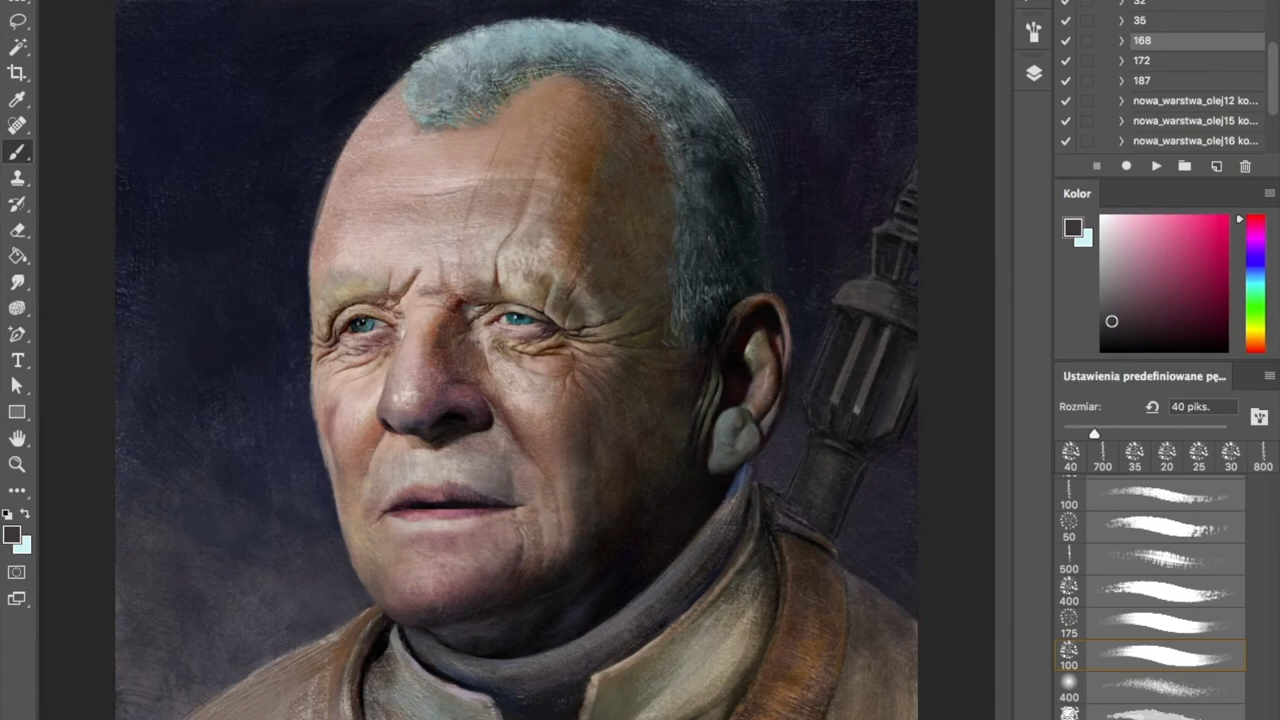 32
35
168
172
187
nowa_warstwa_olej12 ko...
nowa_warstwa_olej15 ko...
nowa_warstwa_olej16 ko...
Kolor
Ustawienia predefiniowane pę...
Rozmiar:
40 piks.
40 700 35 20 25 30 800
100
50
500
400
175
100
400
T